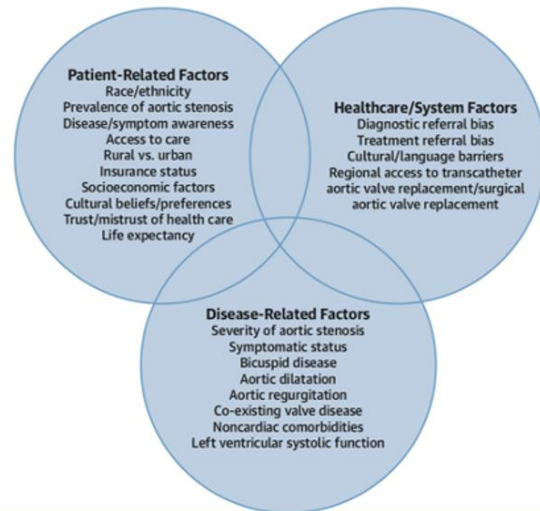 Patient-Related Factors
Race/ethnicity
Prevalence of aortic stenosis
Disease/symptom awareness
Access to care
Rural vs. urban
Insurance status
Socioeconomic factors
Cultural beliefs/preferences
Trust/mistrust of health care
Life expectancy
Healthcare/System Factors
Diagnostic referral bias
Treatment referral bias
Cultural/language barriers
Regional access to transcatheter
aortic valve replacement/surgical
aortic valve replacement
Disease-Related Factors
Severity of aortic stenosis
Symptomatic status
Bicuspid disease
Aortic dilatation
Aortic regurgitation
Co-existing valve disease
Noncardiac comorbidities
Left ventricular systolic function